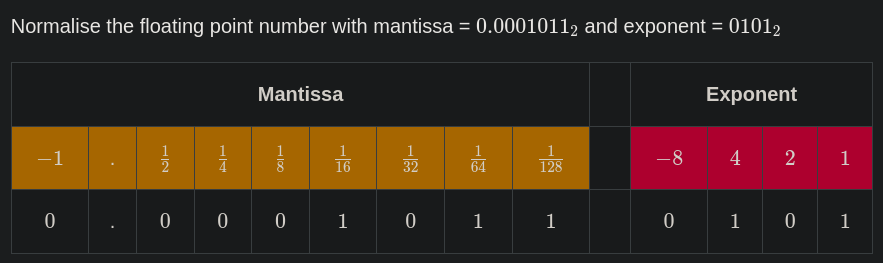 Normalise the floating point number with mantissa = 0.0001011₂ and exponent = 0101₂
Mantissa Exponent
−1 . 1/2 1/4 1/8 1/16 1/32 1/64 1/128 −8 4 2 1
0 . 0 0 0 1 0 1 1 0 1 0 1